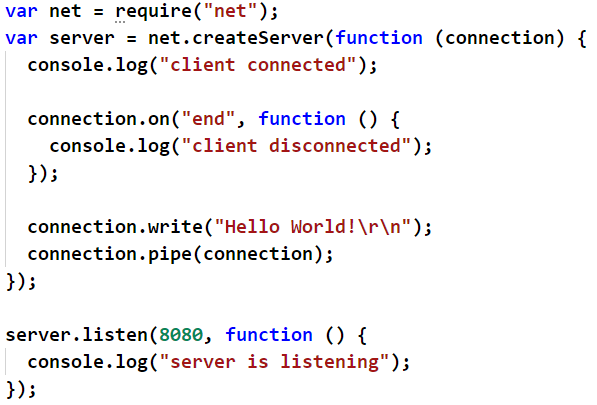 var net = require("net");
var server = net.createServer(function (connection) {
  console.log("client connected");

  connection.on("end", function () {
    console.log("client disconnected");
  });

  connection.write("Hello World!\r\n");
  connection.pipe(connection);
});

server.listen(8080, function () {
  console.log("server is listening");
});